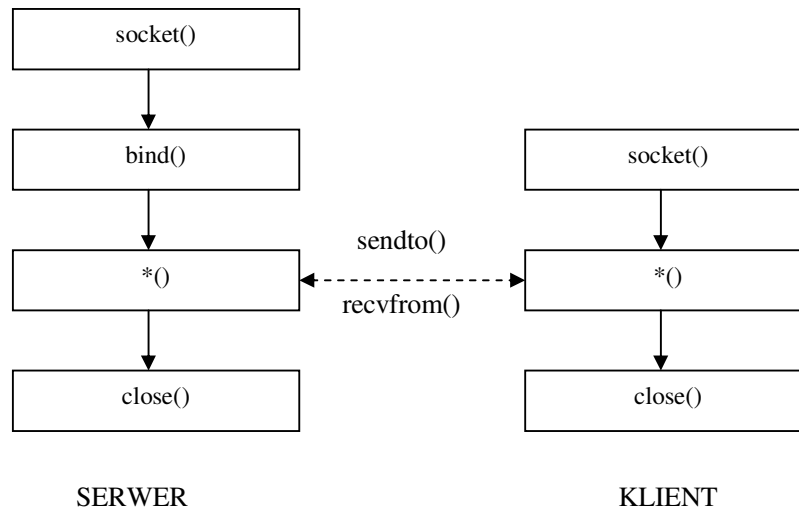 socket()
bind()
socket()
sendto()
*()
*()
recvfrom()
close()
close()
SERWER
KLIENT